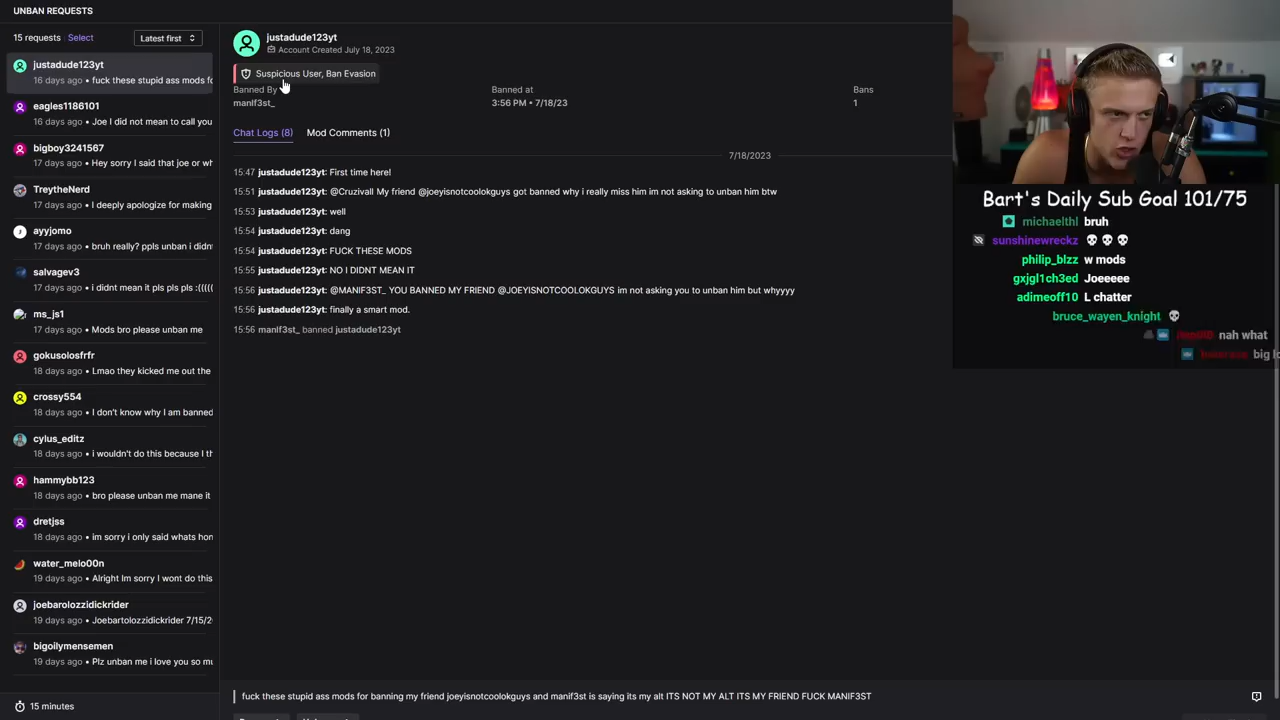 UNBAN REQUESTS
15 requests Select Latest first
justadude123yt
16 days ago • fuck these stupid ass mods fo
eagles1186101
16 days ago • Joe I did not mean to call you
bigboy3241567
17 days ago • Hey sorry I said that joe or wh
TreytheNerd
17 days ago • I deeply apologize for making
ayyjomo
17 days ago • bruh really? ppls unban i didn
salvagev3
17 days ago • i didnt meant it pls pls :(((((
ms_js1
17 days ago • Mods bro please unban me
gokusolosfrfr
18 days ago • Lmao they kicked me out the
crossy554
18 days ago • I don't know why I am banned
cylus_editz
18 days ago • i wouldn't do this because I th
hammybb123
18 days ago • bro please unban me mane it
dretjss
18 days ago • im sorry i only said whats hon
water_melo00n
19 days ago • Alright Im sorry I wont do this
joebarolozzidickrider
19 days ago • Joebartolozzidickrider 7/15/2
bigoilymensemen
19 days ago • Plz unban me i love you so mu
15 minutes
justadude123yt
Account Created July 18, 2023
Suspicious User, Ban Evasion
Banned By
manIf3st_
Banned at
3:56 PM • 7/18/23
Bans
1
Chat Logs (8) Mod Comments (1)
7/18/2023
15:47 justadude123yt: First time here!
15:51 justadude123yt: @Cruzivall My friend @joeyisnotcoolokguys got banned why i really miss him im not asking to unban him btw
15:53 justadude123yt: well
15:54 justadude123yt: dang
15:54 justadude123yt: FUCK THESE MODS
15:55 justadude123yt: NO I DIDNT MEAN IT
15:56 justadude123yt: @MANIF3ST_ YOU BANNED MY FRIEND @JOEYISNOTCOOLOKGUYS im not asking you to unban him but whyyyy
15:56 justadude123yt: finally a smart mod.
15:56 manIf3st_ banned justadude123yt
fuck these stupid ass mods for banning my friend joeyisnotcoolokguys and manif3st is saying its my alt ITS NOT MY ALT ITS MY FRIEND FUCK MANIF3ST
Bart's Daily Sub Goal 101/75
michaelthl bruh
sunshinewreckz
philip_blzz w mods
gxjgl1ch3ed Joeeeee
adimeoff10 L chatter
bruce_wayen_knight
nah what
big lo